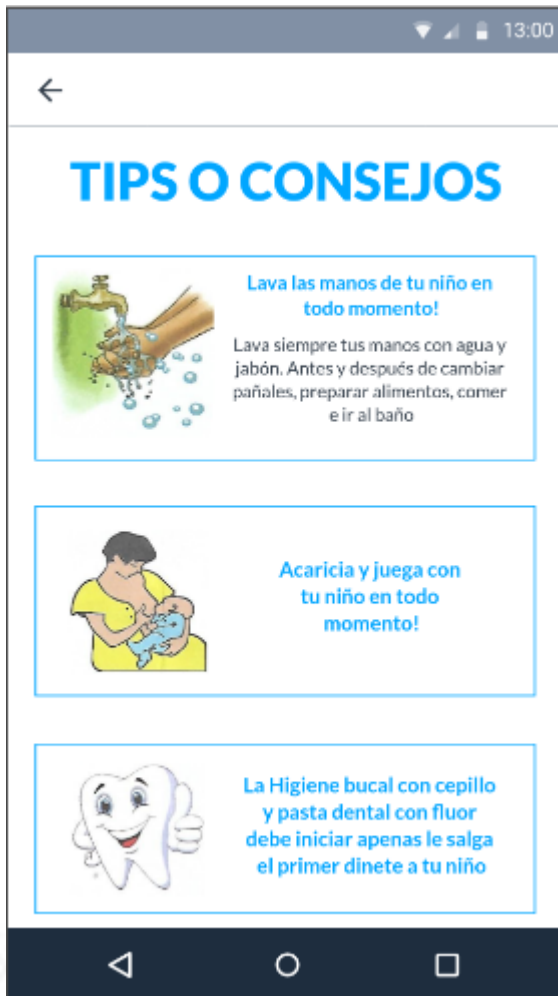 13:00
TIPS O CONSEJOS
Lava las manos de tu niño en
todo momento!
Lava siempre tus manos con agua y
jabón. Antes y después de cambiar
pañales, preparar alimentos, comer
e ir al baño
Acaricia y juega con
tu niño en todo
momento!
La Higiene bucal con cepillo
y pasta dental con fluor
debe iniciar apenas le salga
el primer dinete a tu niño